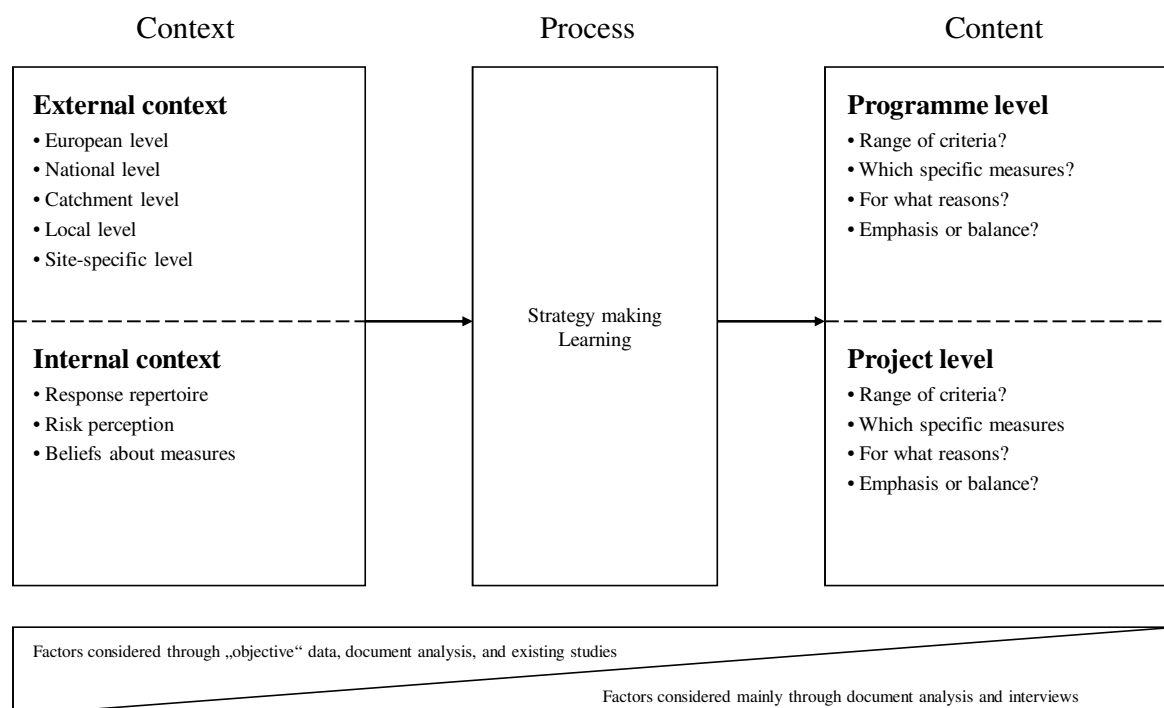 Context
Process
Content
External context
• European level
• National level
• Catchment level
• Local level
• Site-specific level
Internal context
• Response repertoire
• Risk perception
• Beliefs about measures
Strategy making
Learning
Programme level
• Range of criteria?
• Which specific measures?
• For what reasons?
• Emphasis or balance?
Project level
• Range of criteria?
• Which specific measures
• For what reasons?
• Emphasis or balance?
Factors considered through „objective“ data, document analysis, and existing studies
Factors considered mainly through document analysis and interviews